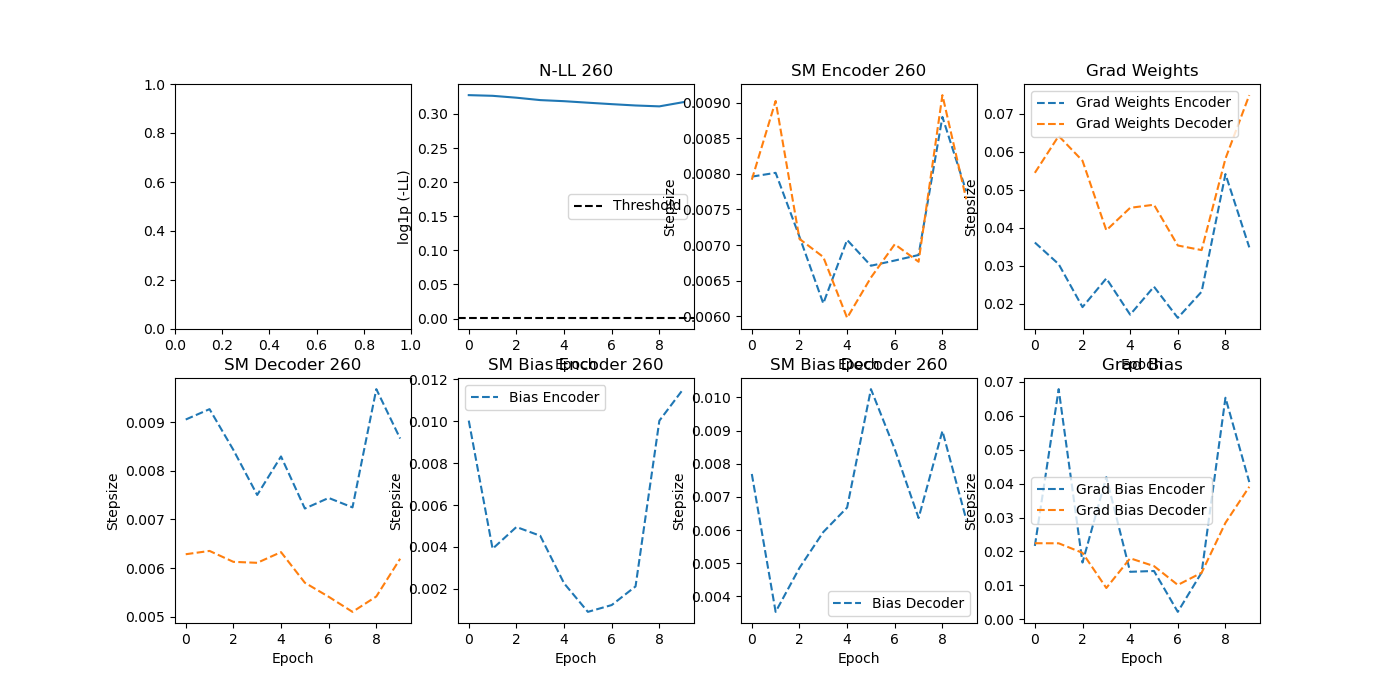 N-LL 260
SM Encoder 260
Grad Weights
1.0
0.8
0.6
0.4
0.2
0.0
0.0 0.2 0.4 0.6 0.8 1.0
log1p (-LL)
0.30
0.25
0.20
0.15
0.10
0.05
0.00
Threshold
0 2 4 6 8
Epoch
Stepsize
0.0090
0.0085
0.0080
0.0075
0.0070
0.0065
0.0060
0 2 4 6 8
Epoch
Stepsize
0.07
0.06
0.05
0.04
0.03
0.02
Grad Weights Encoder
Grad Weights Decoder
0 2 4 6 8
Epoch
SM Decoder 260
SM Bias Encoder 260
SM Bias Decoder 260
Grad Bias
Stepsize
0.009
0.008
0.007
0.006
0.005
0 2 4 6 8
Epoch
Stepsize
0.012
0.010
0.008
0.006
0.004
0.002
Bias Encoder
0 2 4 6 8
Epoch
Stepsize
0.010
0.009
0.008
0.007
0.006
0.005
0.004
Bias Decoder
0 2 4 6 8
Epoch
Stepsize
0.07
0.06
0.05
0.04
0.03
0.02
0.01
0.00
Grad Bias Encoder
Grad Bias Decoder
0 2 4 6 8
Epoch